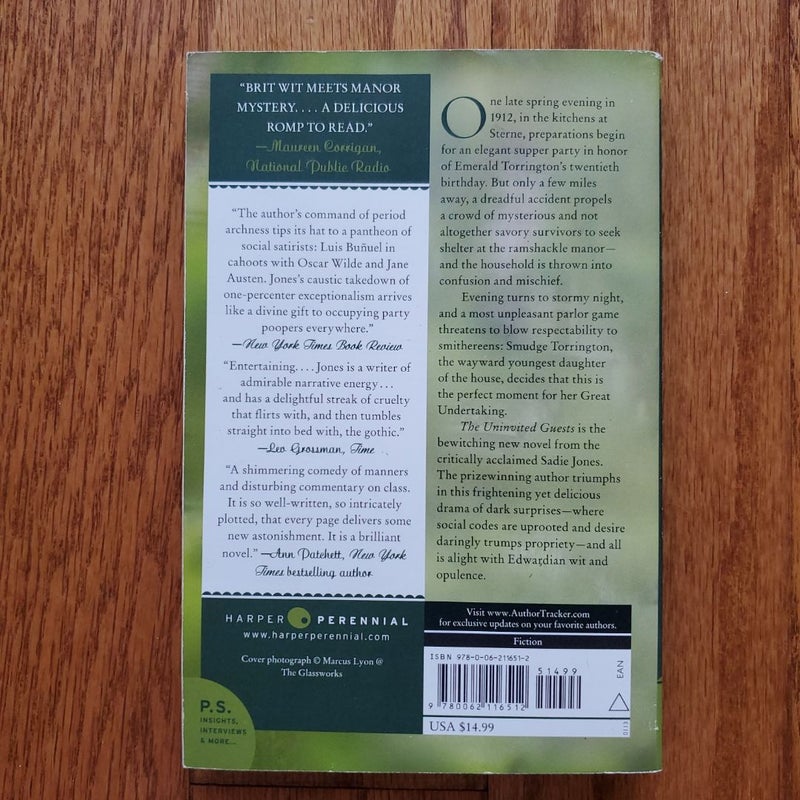 “BRIT WIT MEETS MANOR
MYSTERY. . . . A DELICIOUS
ROMP TO READ.”
—Maureen Corrigan,
National Public Radio
“The author’s command of period
archness tips its hat to a pantheon of
social satirists: Luis Buñuel in
cahoots with Oscar Wilde and Jane
Austen. Jones’s caustic takedown of
one-percenter exceptionalism arrives
like a divine gift to occupying party
poopers everywhere.”
—New York Times Book Review
“Entertaining. . . . Jones is a writer of
admirable narrative energy . . .
and has a delightful streak of cruelty
that flirts with, and then tumbles
straight into bed with, the gothic.”
—Lev Grossman, Time
“A shimmering comedy of manners
and disturbing commentary on class.
It is so well-written, so intricately
plotted, that every page delivers some
new astonishment. It is a brilliant
novel.” —Ann Patchett, New York
Times bestselling author
HARPER PERENNIAL
www.harperperennial.com
Cover photograph © Marcus Lyon @
The Glassworks
P.S.
INSIGHTS,
INTERVIEWS
& MORE...
One late spring evening in
1912, in the kitchens at
Sterne, preparations begin
for an elegant supper party in honor
of Emerald Torrington’s twentieth
birthday. But only a few miles
away, a dreadful accident propels
a crowd of mysterious and not
altogether savory survivors to seek
shelter at the ramshackle manor—
and the household is thrown into
confusion and mischief.
Evening turns to stormy night,
and a most unpleasant parlor game
threatens to blow respectability to
smithereens: Smudge Torrington,
the wayward youngest daughter
of the house, decides that this is
the perfect moment for her Great
Undertaking.
The Uninvited Guests is the
bewitching new novel from the
critically acclaimed Sadie Jones.
The prizewinning author triumphs
in this frightening yet delicious
drama of dark surprises—where
social codes are uprooted and desire
daringly trumps propriety—and all
is alight with Edwardian wit and
opulence.
Visit www.AuthorTracker.com
for exclusive updates on your favorite authors.
Fiction
ISBN 978-0-06-211651-2
51499
EAN
9 780062 116512
USA $14.99
0113